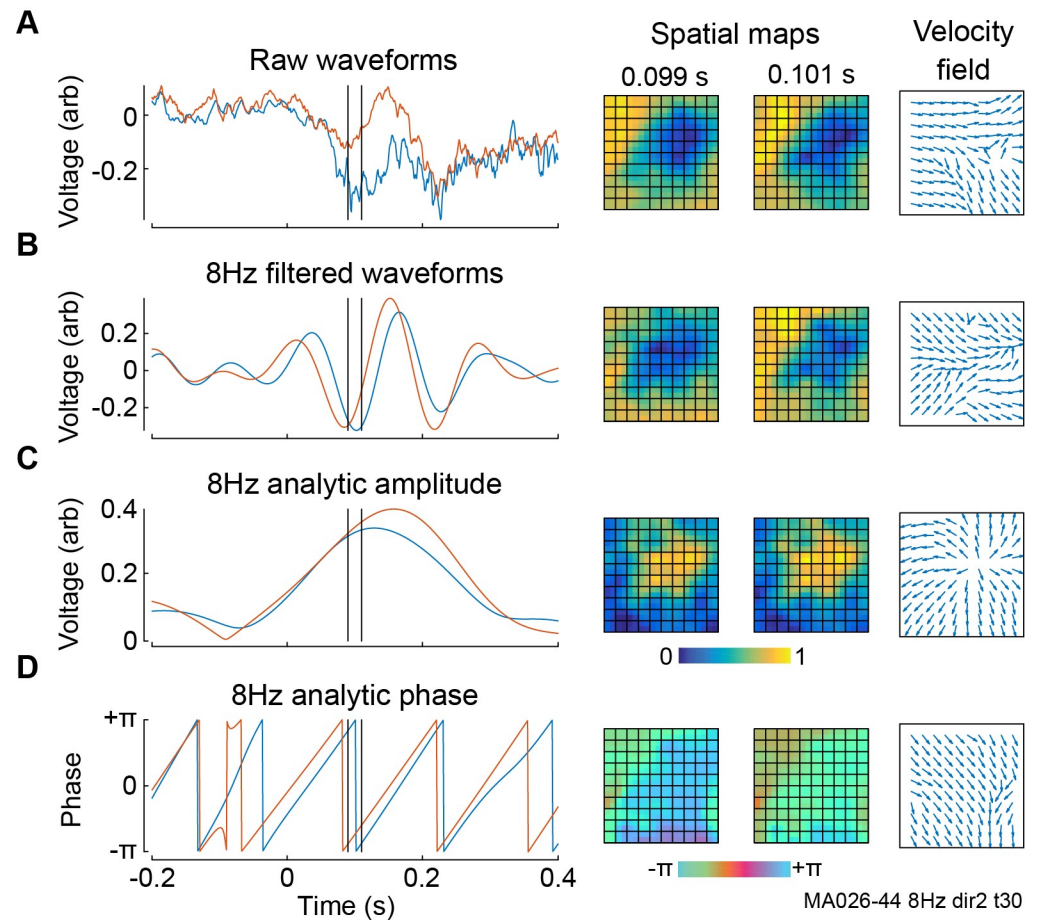 A
Raw waveforms
Spatial maps
Velocity
field
0.099 s
0.101 s
Voltage (arb)
0
-0.2
B
8Hz filtered waveforms
Voltage (arb)
0.2
0
-0.2
C
8Hz analytic amplitude
Voltage (arb)
0.4
0.2
0
0
1
D
8Hz analytic phase
Phase
+π
0
-π
-0.2
0
0.2
0.4
Time (s)
-π
+π
MA026-44 8Hz dir2 t30